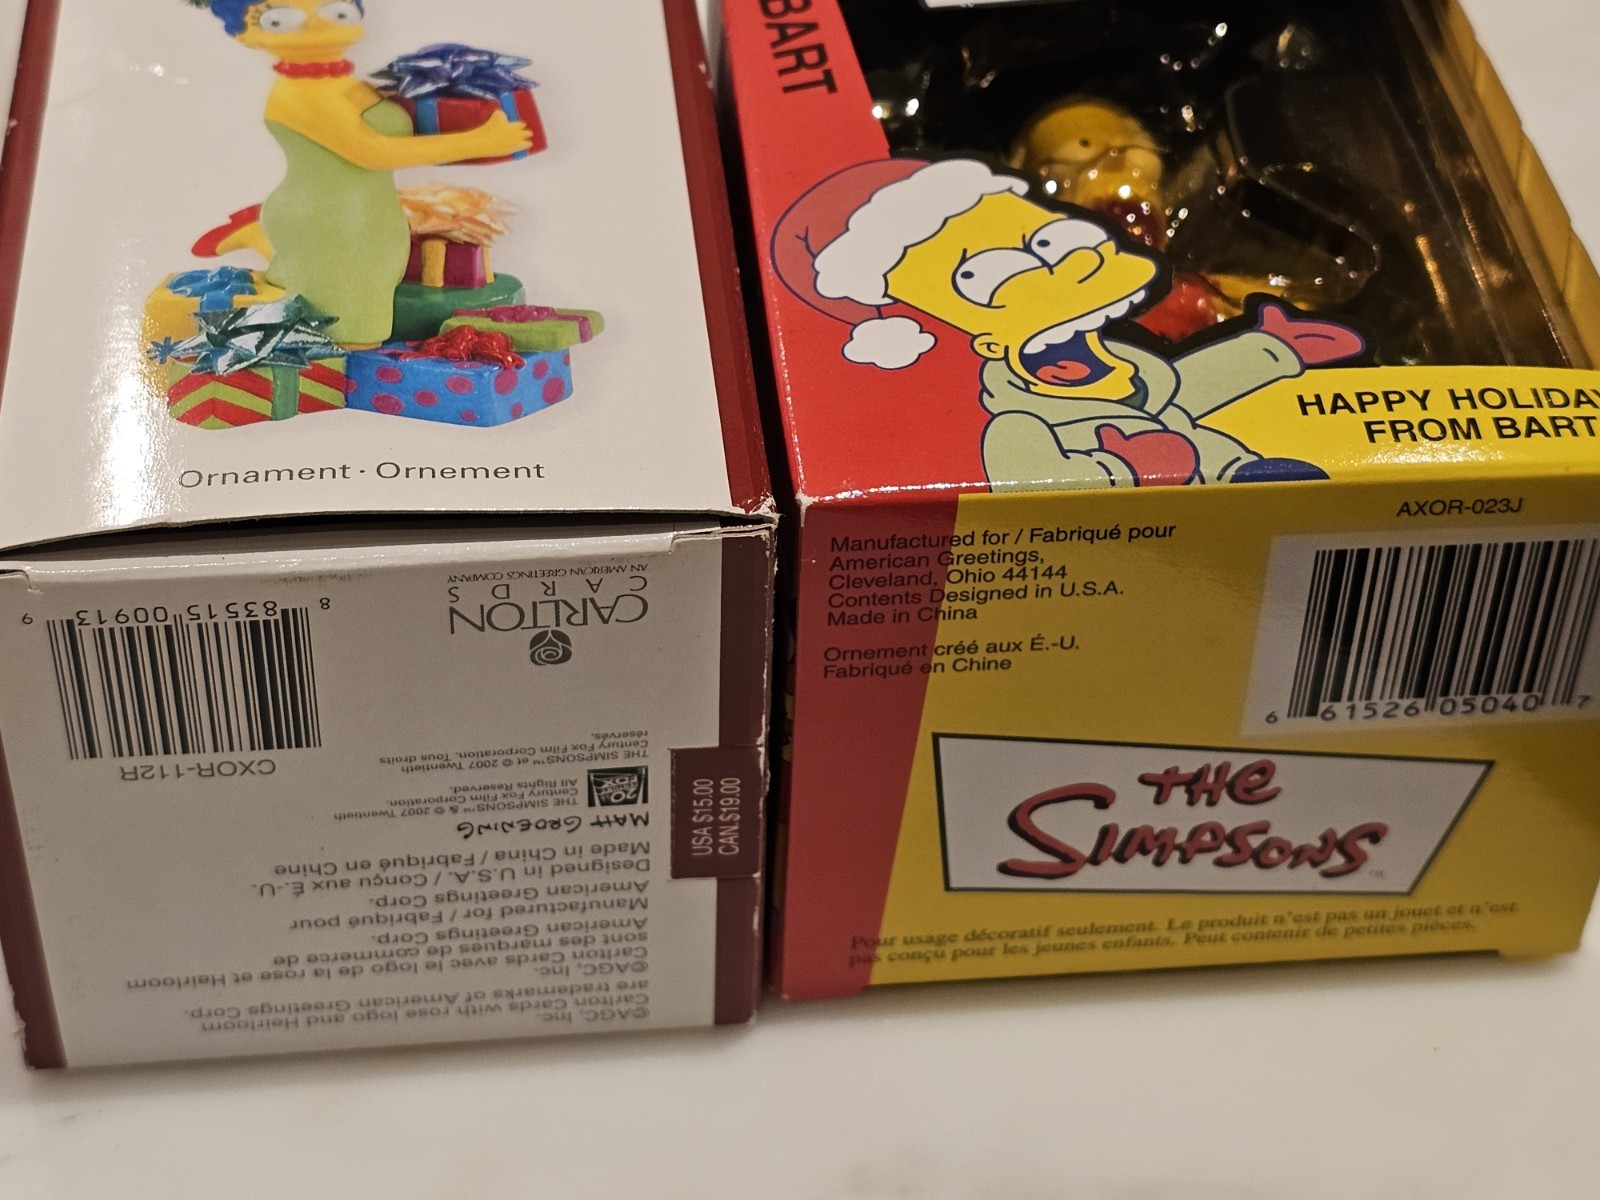 Ornament · Ornement
CARLTON
CARDS
AN AMERICAN GREETINGS COMPANY
8 83515 00913 9
CXOR-112R
THE SIMPSONS™ et © 2007 Twentieth
Century Fox Film Corporation. Tous droits
réservés.
THE SIMPSONS™ & © 2007 Twentieth
Century Fox Film Corporation.
All Rights Reserved.
MATT GROENING
Designed in U.S.A. / Conçu aux É.-U.
Made in China / Fabriqué en Chine
Manufactured for / Fabriqué pour
American Greetings Corp.
©AGC, Inc.
Carlton Cards avec le logo de la rose et Heirloom
sont des marques de commerce de
American Greetings Corp.
©AGC, Inc.
Carlton Cards with rose logo and Heirloom
are trademarks of American Greetings Corp.
USA $15.00
CAN.$19.00
BART
HAPPY HOLIDAY
FROM BART
AXOR-023J
Manufactured for / Fabriqué pour
American Greetings,
Cleveland, Ohio 44144
Contents Designed in U.S.A.
Made in China
Ornement créé aux É.-U.
Fabriqué en Chine
6 61526 05040 7
THE
SIMPSONS
Pour usage décoratif seulement. Le produit n'est pas un jouet et n'est
pas conçu pour les jeunes enfants. Peut contenir de petites pièces.